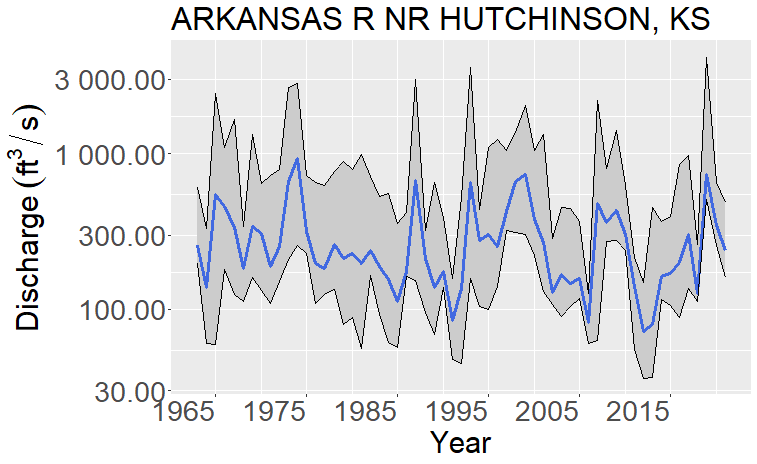 ARKANSAS R NR HUTCHINSON, KS
Discharge (ft³/s)
3 000.00
1 000.00
300.00
100.00
30.00
1965 1975 1985 1995 2005 2015
Year